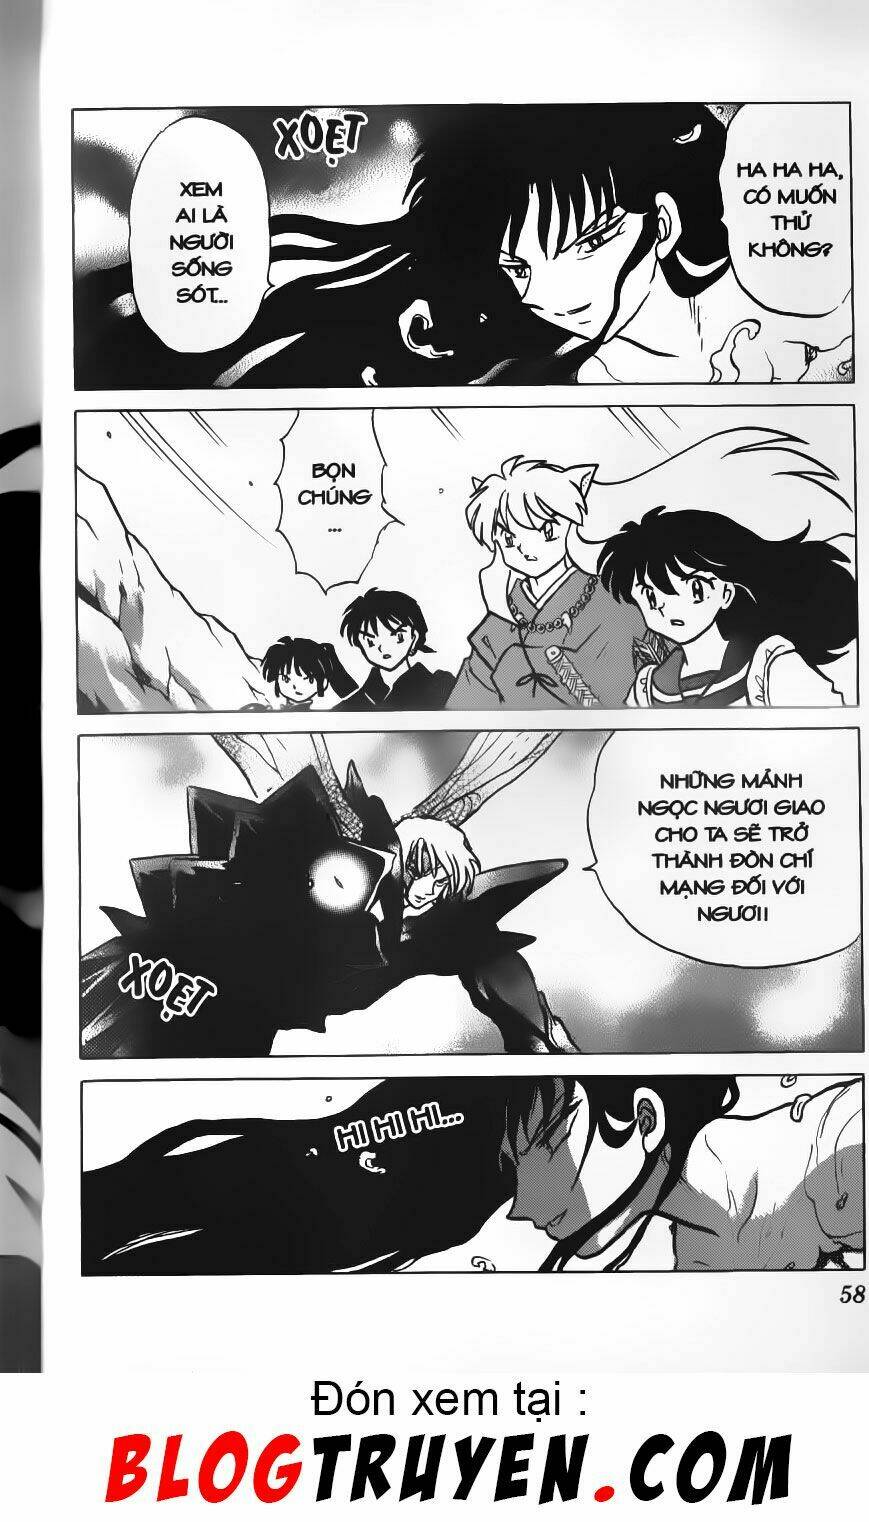 HA HA HA,
CÓ MUỐN
THỬ
KHÔNG?
XOẸT
XEM
AI LÀ
NGƯỜI
SỐNG
SÓT...
BỌN
CHÚNG
...
NHỮNG MẢNH
NGỌC NGƯƠI GIAO
CHO TA SẼ TRỞ
THÀNH ĐÒN CHÍ
MẠNG ĐỐI VỚI
NGƯƠI!
XOẸT
HI HI HI...
58
Đón xem tại :
BLOGTRUYEN.COM